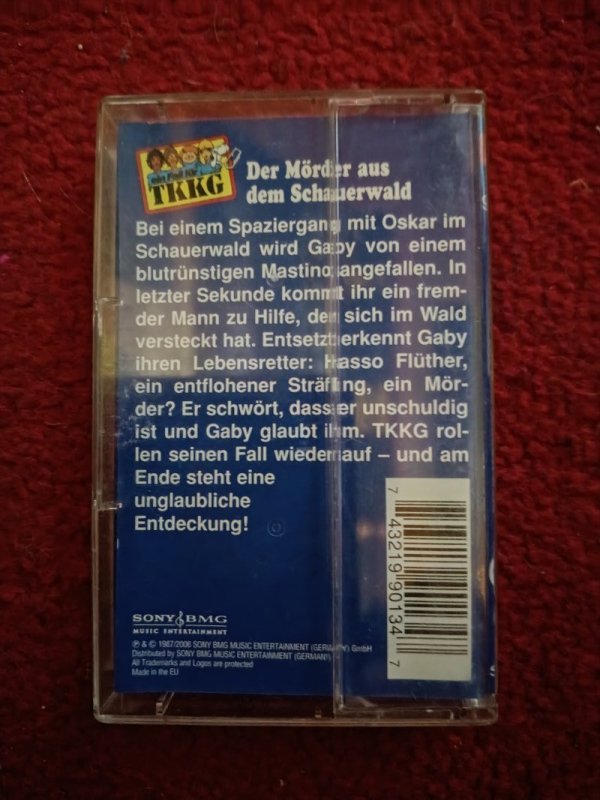 Ein Fall für
TKKG
Der Mörder aus
dem Schauerwald
Bei einem Spaziergang mit Oskar im
Schauerwald wird Gaby von einem
blutrünstigen Mastino angefallen. In
letzter Sekunde kommt ihr ein frem-
der Mann zu Hilfe, der sich im Wald
versteckt hat. Entsetzt erkennt Gaby
ihren Lebensretter: Hasso Flüther,
ein entflohener Sträfling, ein Mör-
der? Er schwört, dass er unschuldig
ist und Gaby glaubt ihm. TKKG rol-
len seinen Fall wieder auf – und am
Ende steht eine
unglaubliche
Entdeckung!
7 43219 90134 7
SONY BMG
MUSIC ENTERTAINMENT
℗ & © 1987/2006 SONY BMG MUSIC ENTERTAINMENT (GERMANY) GmbH
Distributed by SONY BMG MUSIC ENTERTAINMENT (GERMANY)
All Trademarks and Logos are protected
Made in the EU